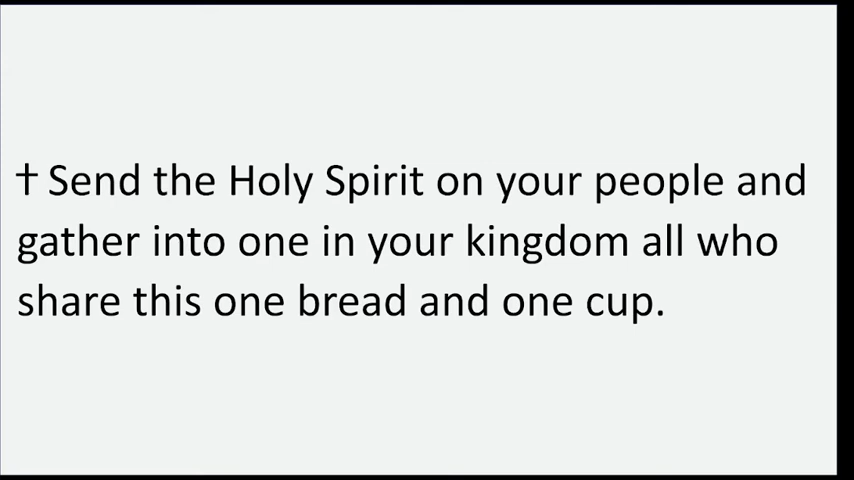 † Send the Holy Spirit on your people and
gather into one in your kingdom all who
share this one bread and one cup.